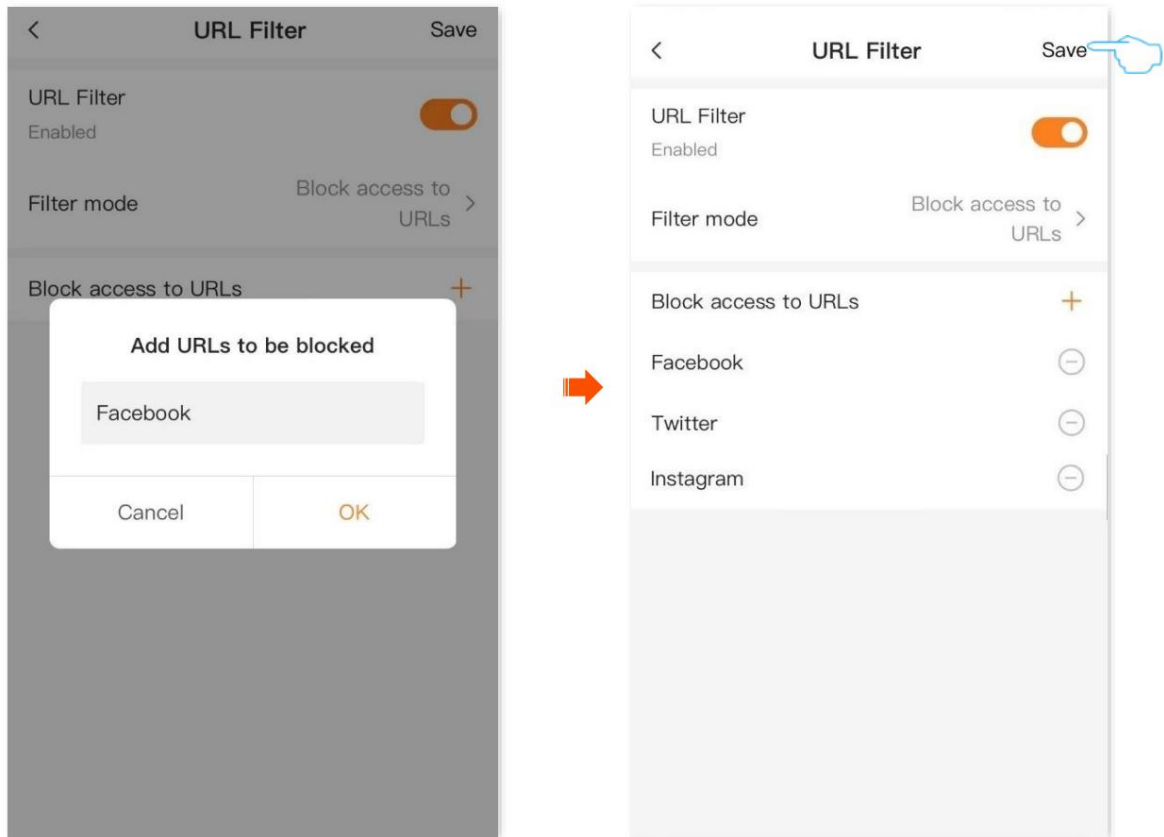 URL Filter Save
URL Filter
Enabled
Filter mode
Block access to
URLs
Block access to URLs
Add URLs to be blocked
Facebook
Cancel OK
URL Filter Save
URL Filter
Enabled
Filter mode
Block access to
URLs
Block access to URLs
Facebook
Twitter
Instagram